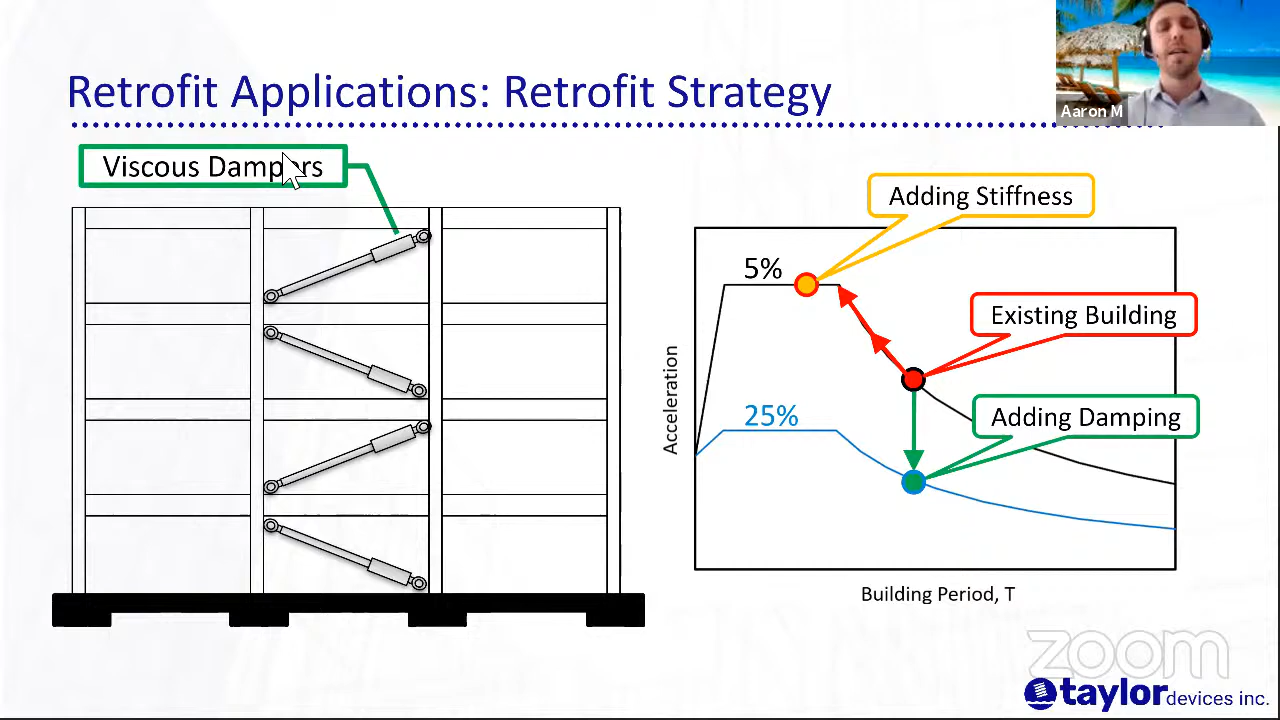 Retrofit Applications: Retrofit Strategy
Aaron M
Viscous Dampers
Adding Stiffness
5%
Existing Building
25%
Adding Damping
Acceleration
Building Period, T
zoom
taylor devices inc.